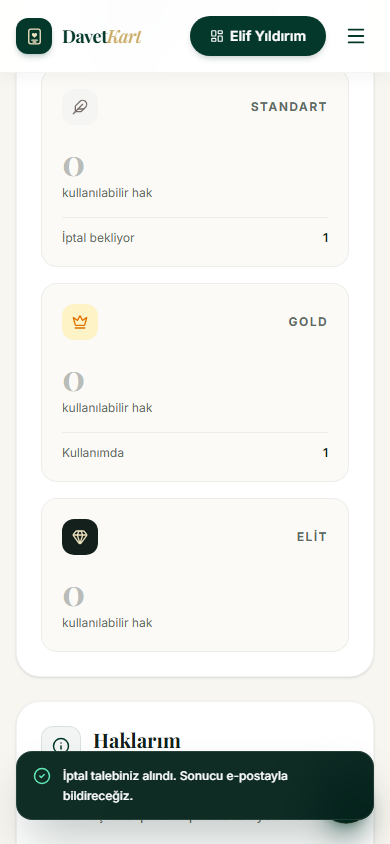 DavetKart
Elif Yıldırım
STANDART
0
kullanılabilir hak
İptal bekliyor 1
GOLD
0
kullanılabilir hak
Kullanımda 1
ELİT
0
kullanılabilir hak
Haklarım
İptal talebiniz alındı. Sonucu e-postayla
bildireceğiz.